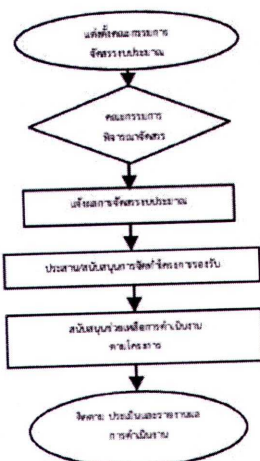 แต่งตั้งคณะกรรมการ
จัดสรรงบประมาณ
คณะกรรมการ
พิจารณาจัดสรร
แจ้งผลการจัดสรรงบประมาณ
ประสาน/สนับสนุนการจัดทำโครงการรองรับ
สนับสนุนช่วยเหลือการดำเนินงาน
ตามโครงการ
ติดตาม ประเมินและรายงานผล
การดำเนินงาน